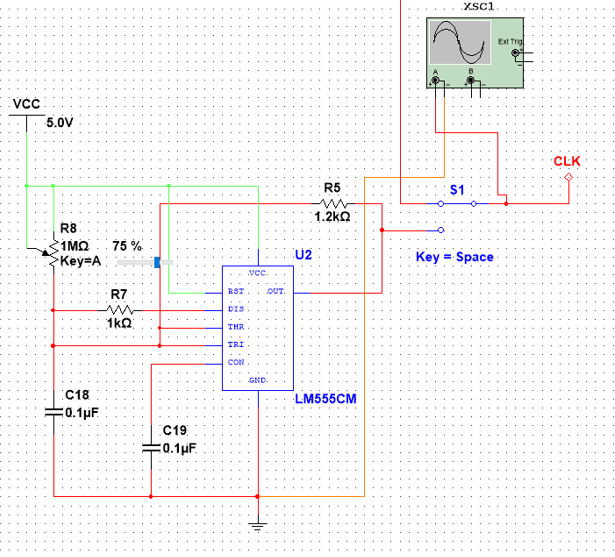 XSC1
Ext Trig
+
-
A
B
+ - + -
VCC
5.0V
CLK
R5
1.2kΩ
S1
Key = Space
R8
1MΩ
Key=A
75 %
U2
VCC
RST OUT
DIS
THR
TRI
CON
GND
R7
1kΩ
LM555CM
C18
0.1µF
C19
0.1µF